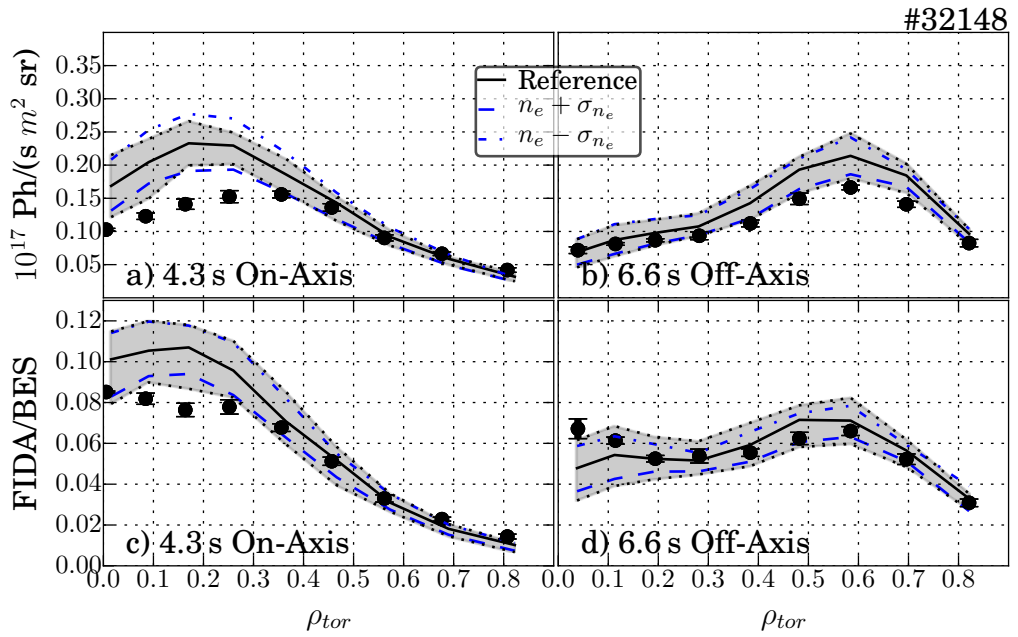 #32148
10^17 Ph/(s m^2 sr)
0.35
0.30
0.25
0.20
0.15
0.10
0.05
Reference
n_e + σ_{n_e}
n_e − σ_{n_e}
a) 4.3 s On-Axis
b) 6.6 s Off-Axis
FIDA/BES
0.12
0.10
0.08
0.06
0.04
0.02
0.00
c) 4.3 s On-Axis
d) 6.6 s Off-Axis
0.0 0.1 0.2 0.3 0.4 0.5 0.6 0.7 0.8 0.0 0.1 0.2 0.3 0.4 0.5 0.6 0.7 0.8
ρ_{tor} ρ_{tor}